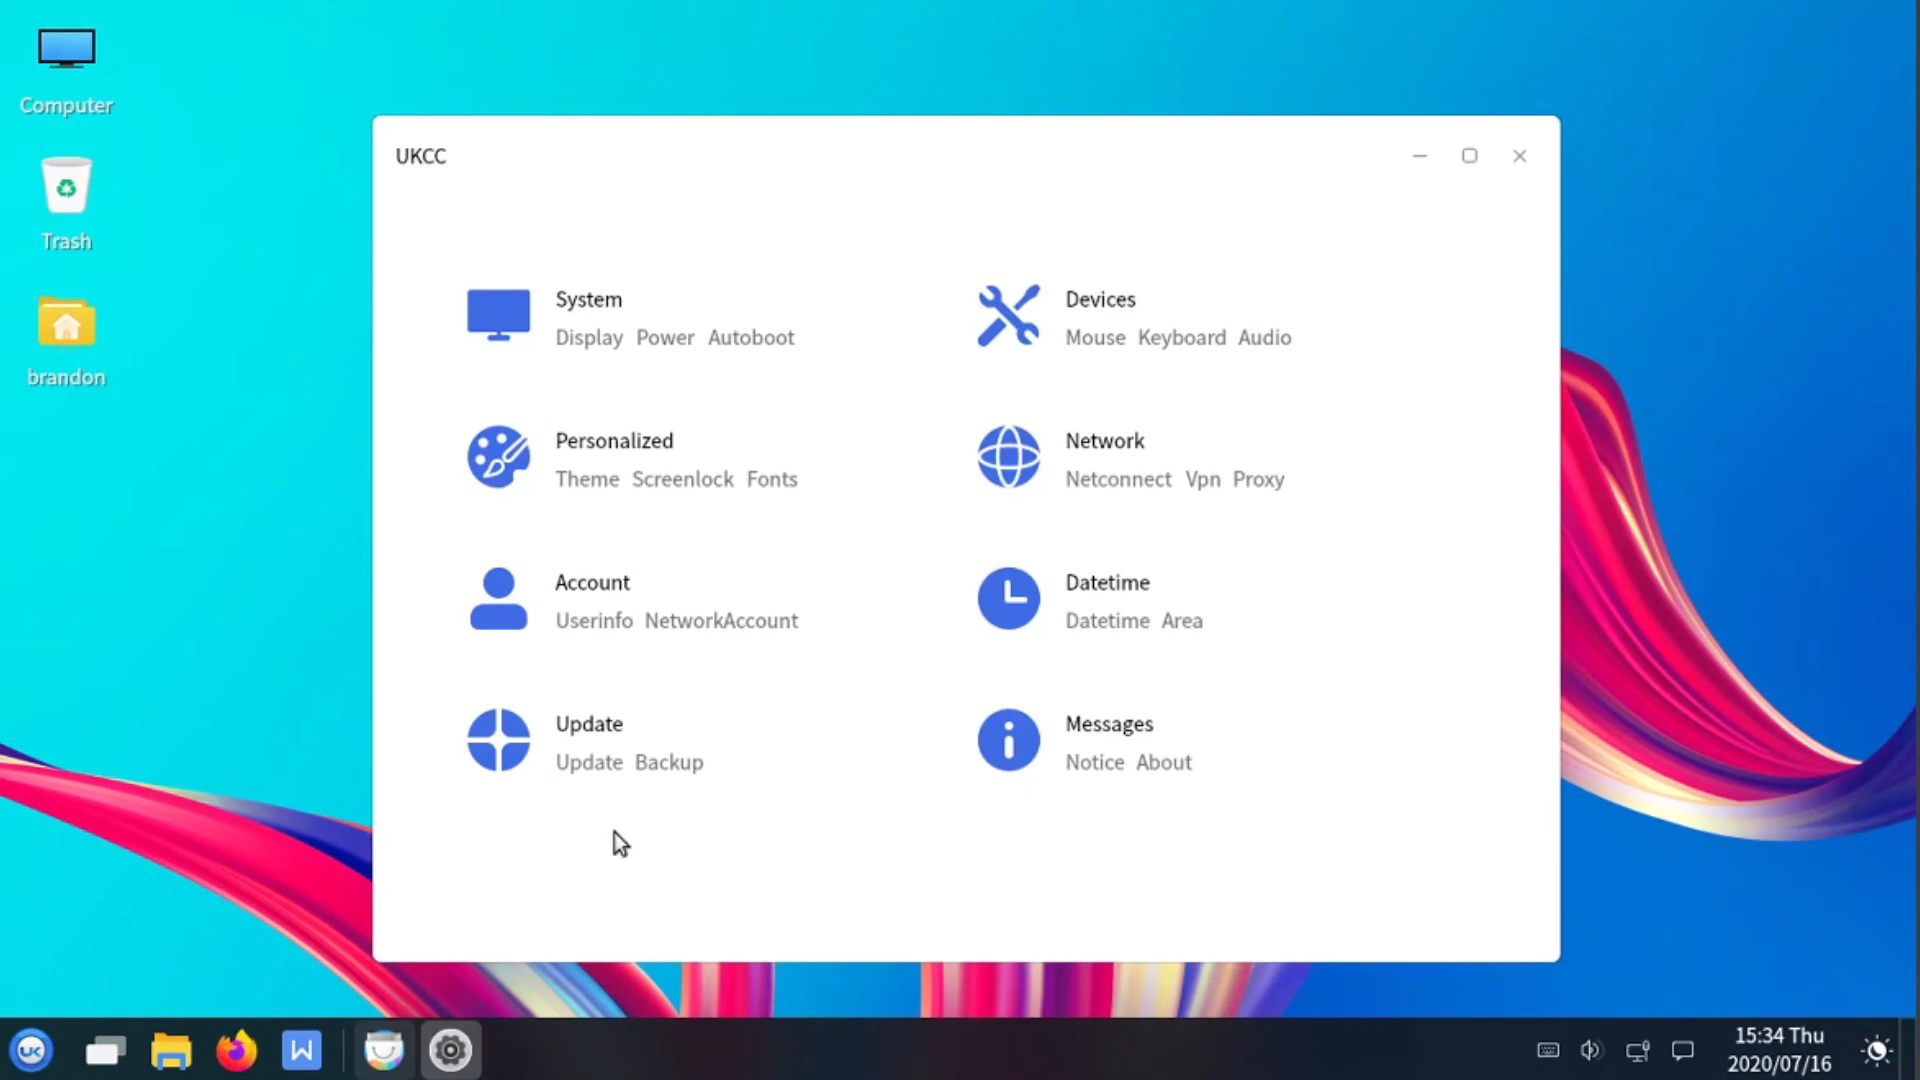 Computer
Trash
brandon
UKCC
System
Display Power Autoboot
Devices
Mouse Keyboard Audio
Personalized
Theme Screenlock Fonts
Network
Netconnect Vpn Proxy
Account
Userinfo NetworkAccount
Datetime
Datetime Area
Update
Update Backup
Messages
Notice About
UK
W
15:34 Thu
2020/07/16